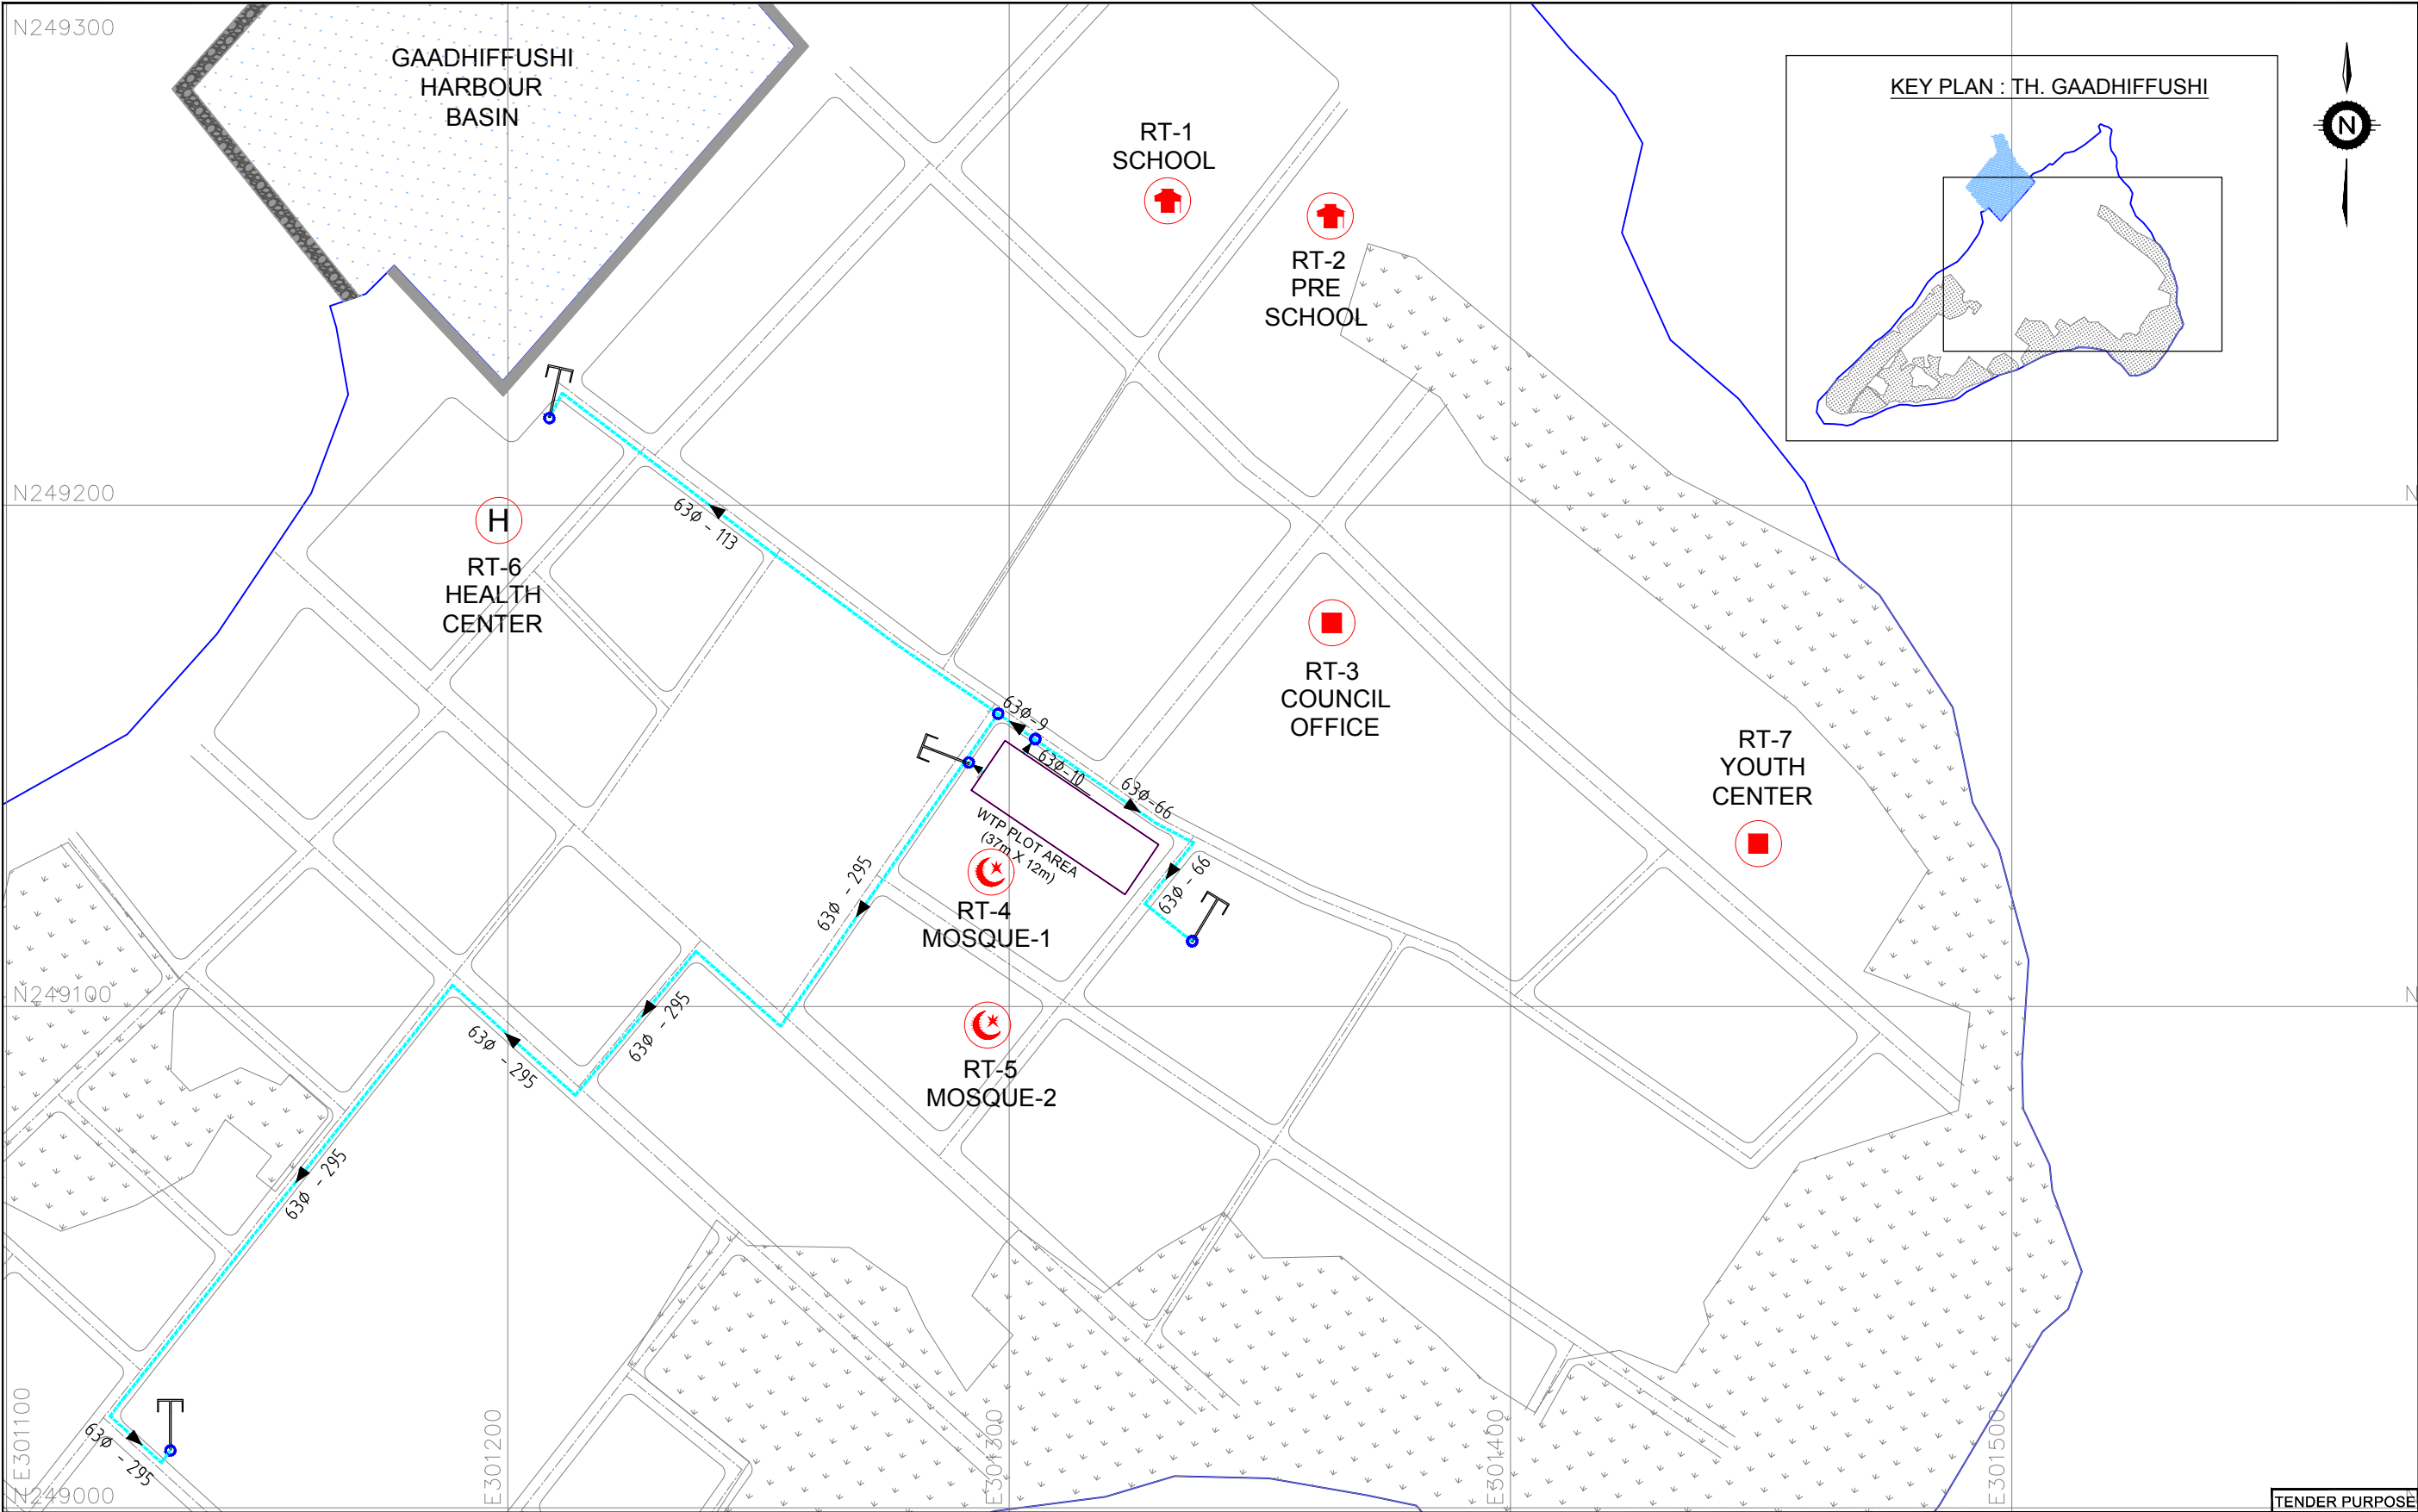 N249300
GAADHIFFUSHI
HARBOUR
BASIN
RT-1
SCHOOL
RT-2
PRE
SCHOOL
KEY PLAN : TH. GAADHIFFUSHI
N
N249200
N
63Ø - 113
H
RT-6
HEALTH
CENTER
RT-3
COUNCIL
OFFICE
63Ø-9
63Ø-10
63Ø-66
RT-7
YOUTH
CENTER
WTP PLOT AREA
(37m X 12m)
63Ø - 66
63Ø - 295
RT-4
MOSQUE-1
N249100
N
63Ø - 295
63Ø - 295
RT-5
MOSQUE-2
63Ø - 295
63Ø - 295
E301100
E301200
E301300
E301400
E301500
N249000
TENDER PURPOSE